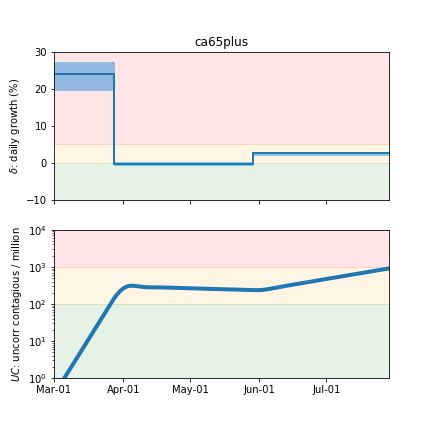 ca65plus
δ: daily growth (%)
30
20
10
0
−10
UC: uncorr contagious / million
10⁴
10³
10²
10¹
10⁰
Mar-01 Apr-01 May-01 Jun-01 Jul-01